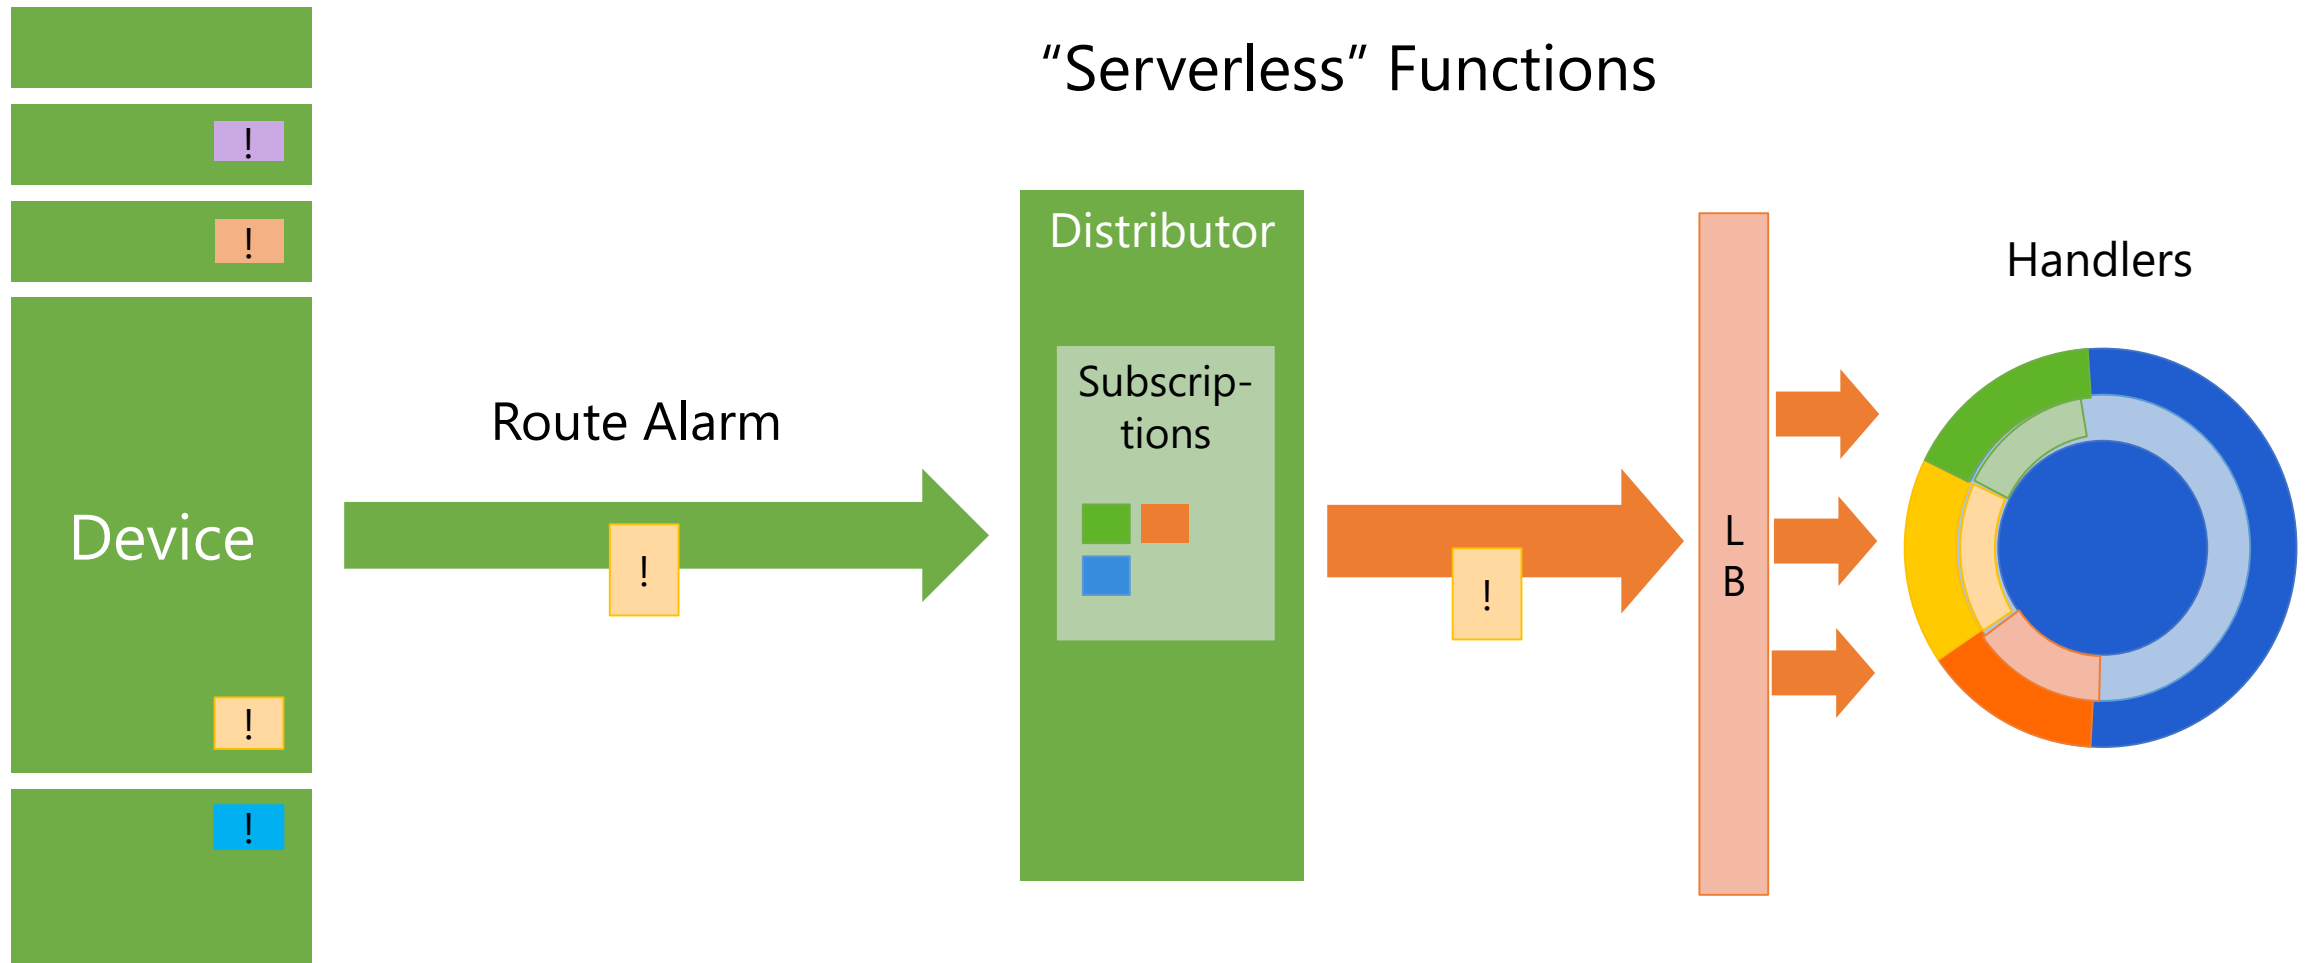 “Serverless” Functions
!
!
Device
!
!
Route Alarm
!
Distributor
Subscrip-
tions
!
L
B
Handlers